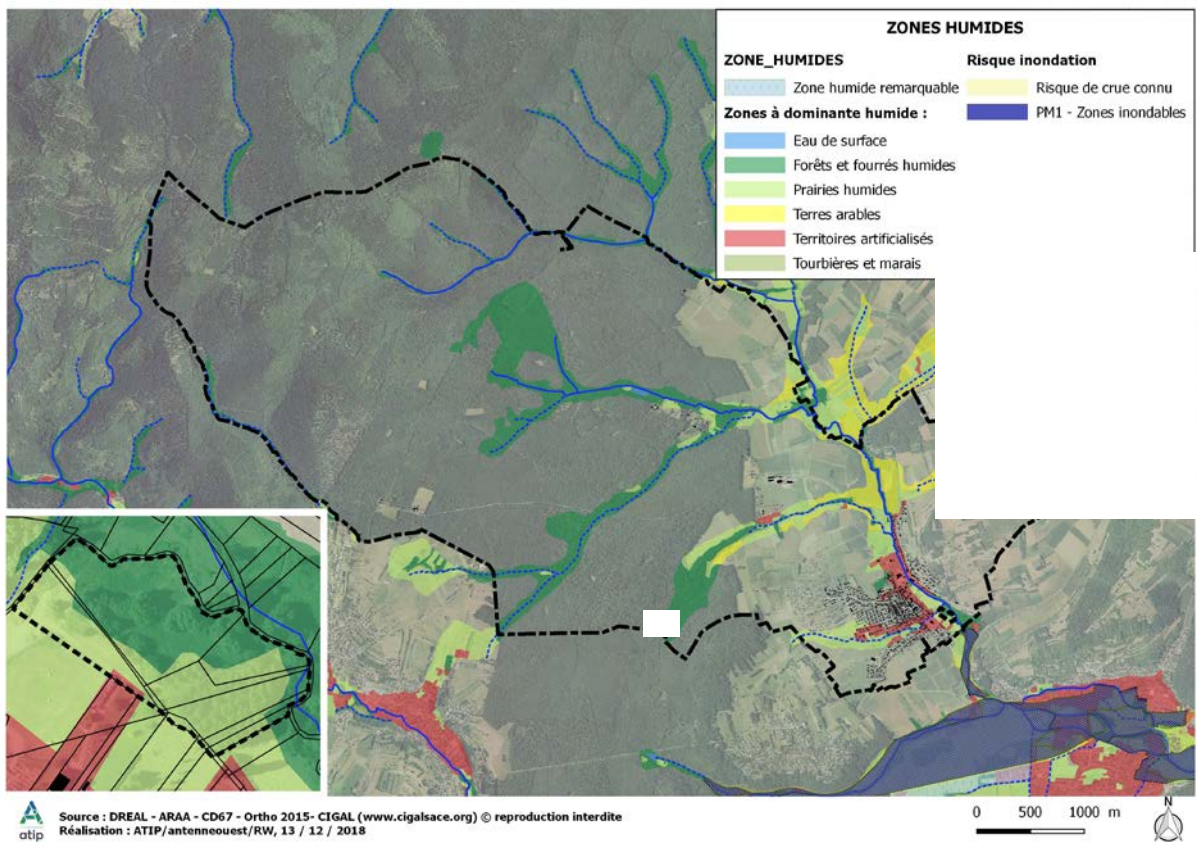 ZONES HUMIDES
ZONE_HUMIDES
Zone humide remarquable
Zones à dominante humide :
Eau de surface
Forêts et fourrés humides
Prairies humides
Terres arables
Territoires artificialisés
Tourbières et marais
Risque inondation
Risque de crue connu
PM1 - Zones inondables
atip
Source : DREAL - ARAA - CD67 - Ortho 2015- CIGAL (www.cigalsace.org) © reproduction interdite
Réalisation : ATIP/antenneouest/RW, 13 / 12 / 2018
0 500 1000 m
N